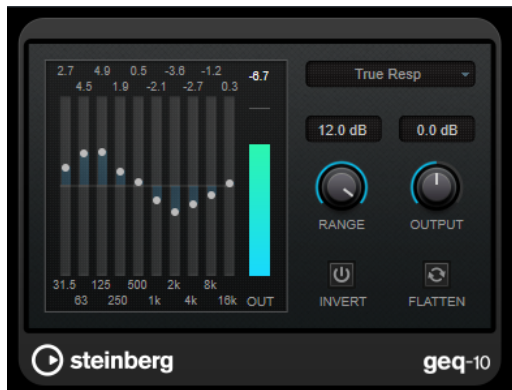 2.7 4.9 0.5 -3.6 -1.2
4.5 1.9 -2.1 -2.7 0.3
-6.7
True Resp
12.0 dB 0.0 dB
RANGE OUTPUT
31.5 125 500 2k 8k
63 250 1k 4k 16k OUT
INVERT FLATTEN
steinberg geq-10